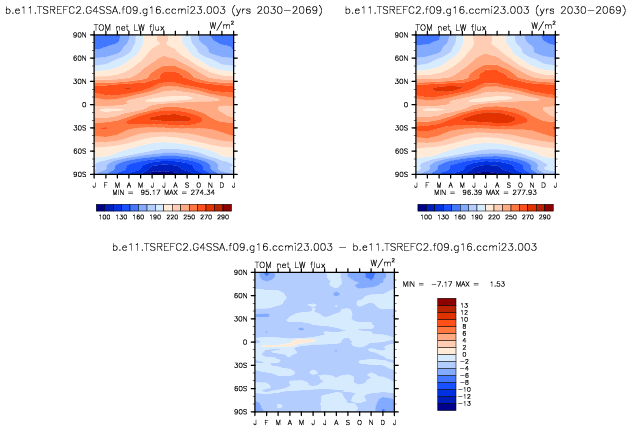 b.e11.TSREFC2.G4SSA.f09.g16.ccmi23.003 (yrs 2030−2069)
TOM net LW flux W/m²
90N
60N
30N
0
30S
60S
90S
J F M A M J J A S O N D J
MIN = 95.17 MAX = 274.34
100 130 160 190 220 250 270 290
b.e11.TSREFC2.f09.g16.ccmi23.003 (yrs 2030−2069)
TOM net LW flux W/m²
90N
60N
30N
0
30S
60S
90S
J F M A M J J A S O N D J
MIN = 96.39 MAX = 277.93
100 130 160 190 220 250 270 290
b.e11.TSREFC2.G4SSA.f09.g16.ccmi23.003 − b.e11.TSREFC2.f09.g16.ccmi23.003
TOM net LW flux W/m²
90N
60N
30N
0
30S
60S
90S
J F M A M J J A S O N D J
MIN = −7.17 MAX = 1.53
13
12
10
8
6
4
2
0
−2
−4
−6
−8
−10
−12
−13